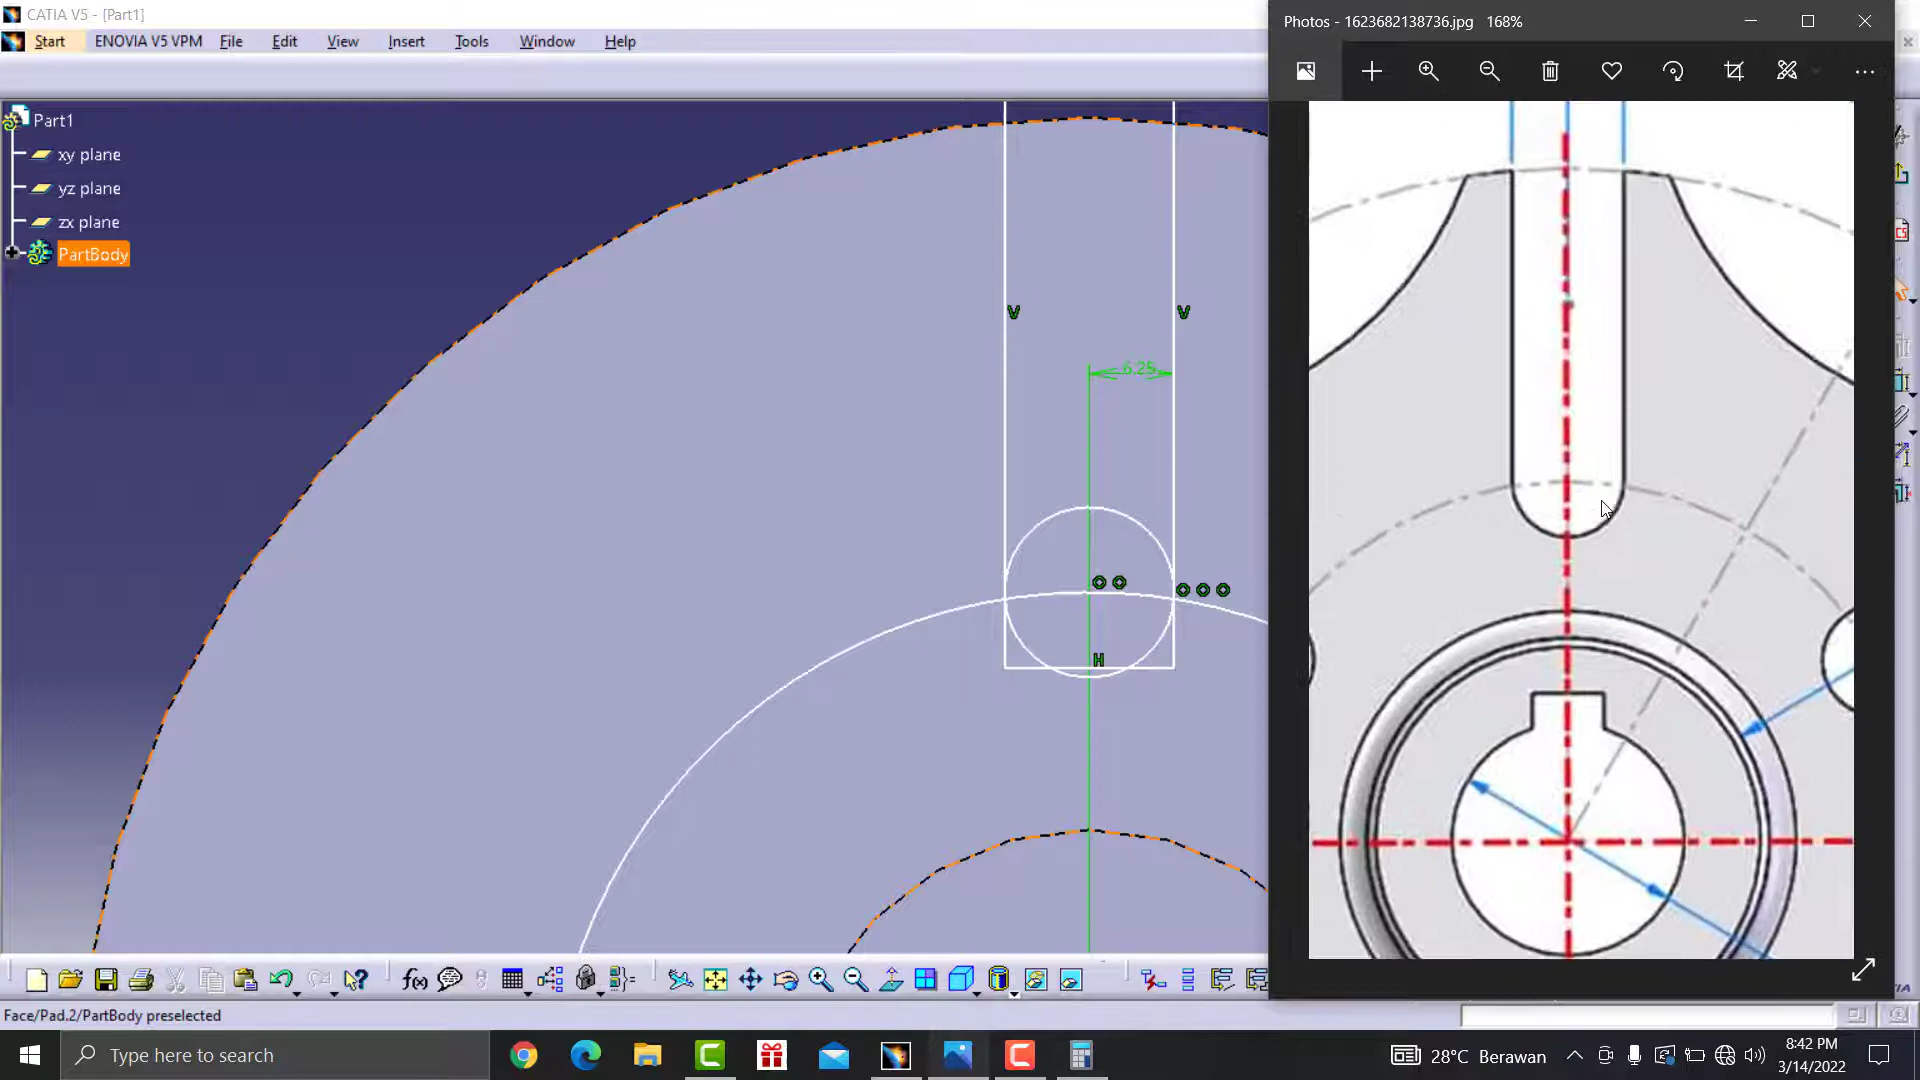 CATIA V5 - [Part1]
Start ENOVIA V5 VPM File Edit View Insert Tools Window Help
Photos - 1623682138736.jpg 168%
Part1
xy plane
yz plane
zx plane
PartBody
V V
6.25
H
f(x)
Face/Pad.2/PartBody preselected
Type here to search
28°C Berawan
8:42 PM
3/14/2022